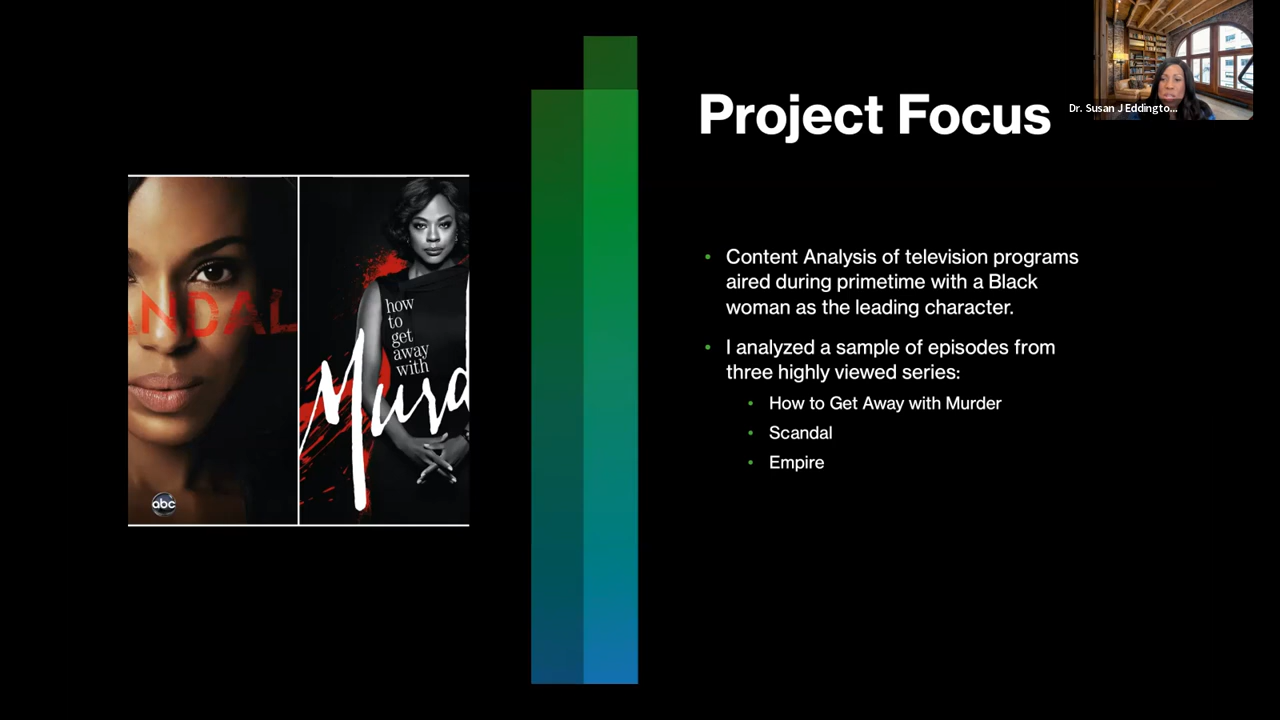 Project Focus
Dr. Susan J Eddingto...
ANDAL
abc
how
to
get
away
with
Murd
• Content Analysis of television programs
aired during primetime with a Black
woman as the leading character.
• I analyzed a sample of episodes from
three highly viewed series:
• How to Get Away with Murder
• Scandal
• Empire